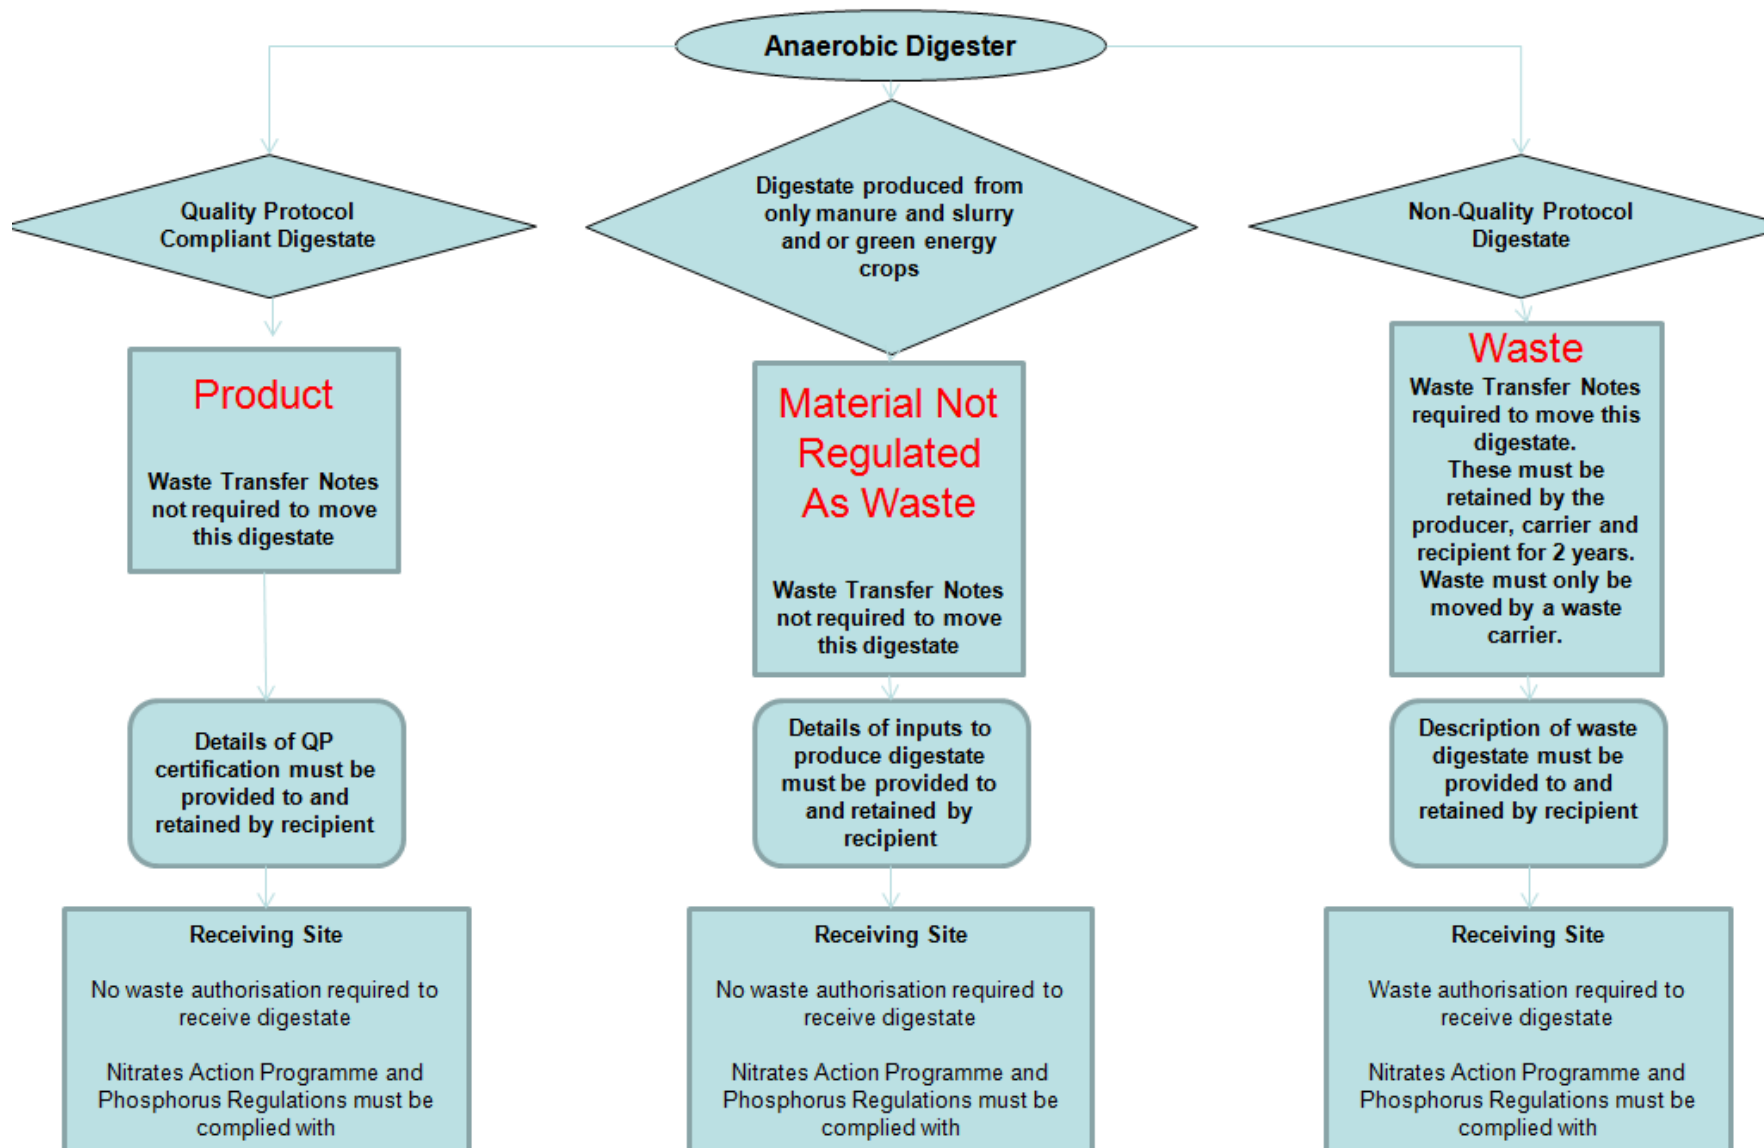 Anaerobic Digester
Quality Protocol
Compliant Digestate
Product
Waste Transfer Notes
not required to move
this digestate
Details of QP
certification must be
provided to and
retained by recipient
Receiving Site
No waste authorisation required to
receive digestate
Nitrates Action Programme and
Phosphorus Regulations must be
complied with
Digestate produced from
only manure and slurry
and or green energy
crops
Material Not
Regulated
As Waste
Waste Transfer Notes
not required to move
this digestate
Details of inputs to
produce digestate
must be provided to
and retained by
recipient
Receiving Site
No waste authorisation required to
receive digestate
Nitrates Action Programme and
Phosphorus Regulations must be
complied with
Non-Quality Protocol
Digestate
Waste
Waste Transfer Notes
required to move this
digestate.
These must be
retained by the
producer, carrier and
recipient for 2 years.
Waste must only be
moved by a waste
carrier.
Description of waste
digestate must be
provided to and
retained by recipient
Receiving Site
Waste authorisation required to
receive digestate
Nitrates Action Programme and
Phosphorus Regulations must be
complied with